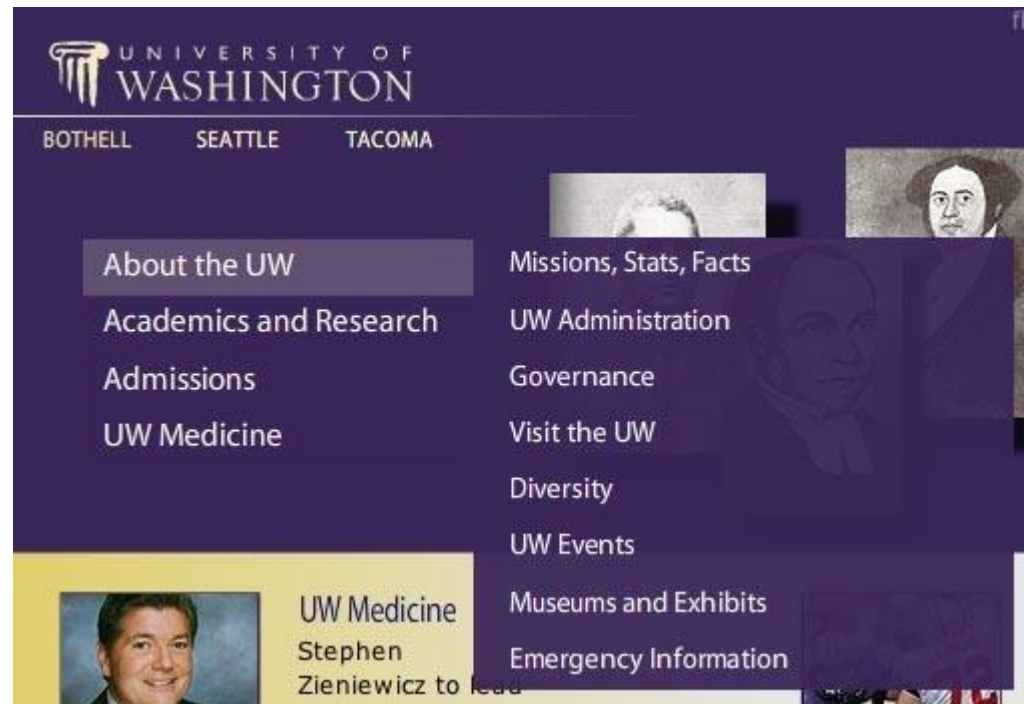 UNIVERSITY OF
WASHINGTON
BOTHELL SEATTLE TACOMA
About the UW
Academics and Research
Admissions
UW Medicine
Missions, Stats, Facts
UW Administration
Governance
Visit the UW
Diversity
UW Events
Museums and Exhibits
Emergency Information
UW Medicine
Stephen
Zieniewicz to lead